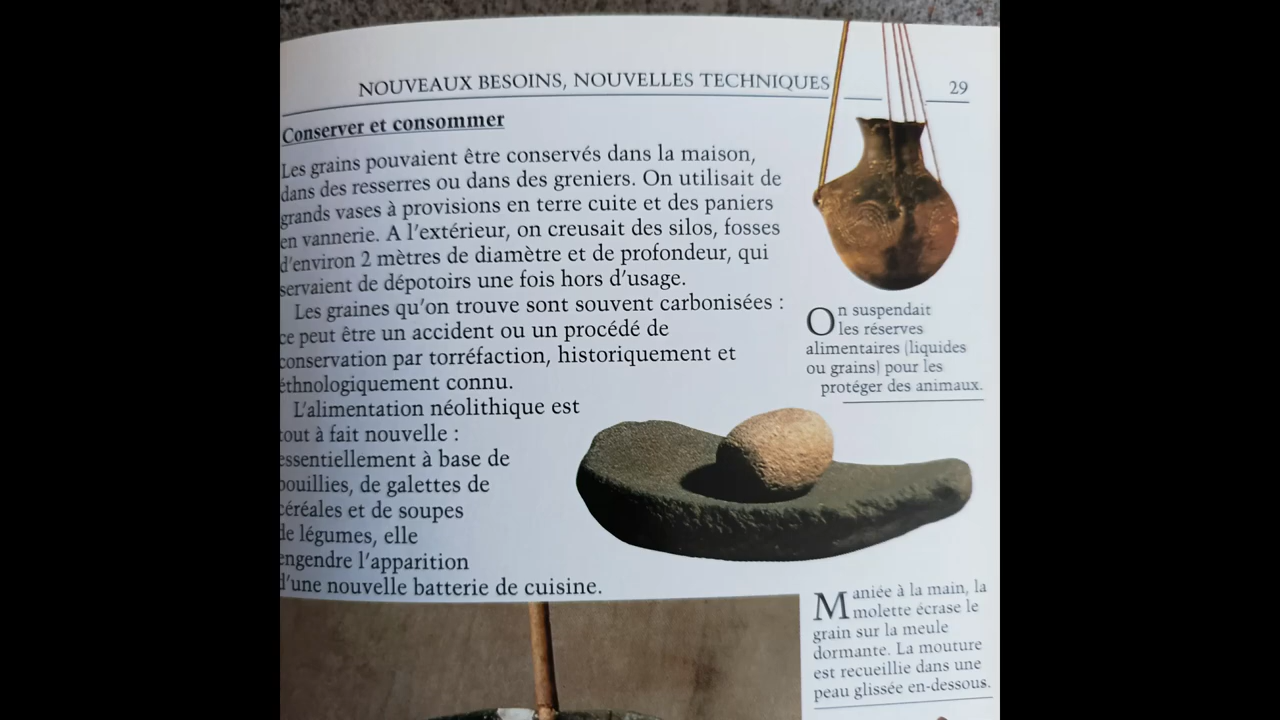 NOUVEAUX BESOINS, NOUVELLES TECHNIQUES 29
Conserver et consommer
Les grains pouvaient être conservés dans la maison,
dans des resserres ou dans des greniers. On utilisait de
grands vases à provisions en terre cuite et des paniers
en vannerie. A l'extérieur, on creusait des silos, fosses
d'environ 2 mètres de diamètre et de profondeur, qui
servaient de dépotoirs une fois hors d'usage.
Les graines qu'on trouve sont souvent carbonisées :
ce peut être un accident ou un procédé de
conservation par torréfaction, historiquement et
éthnologiquement connu.
L'alimentation néolithique est
tout à fait nouvelle :
essentiellement à base de
bouillies, de galettes de
céréales et de soupes
de légumes, elle
engendre l'apparition
d'une nouvelle batterie de cuisine.
On suspendait
les réserves
alimentaires (liquides
ou grains) pour les
protéger des animaux.
Maniée à la main, la
molette écrase le
grain sur la meule
dormante. La mouture
est recueillie dans une
peau glissée en-dessous.